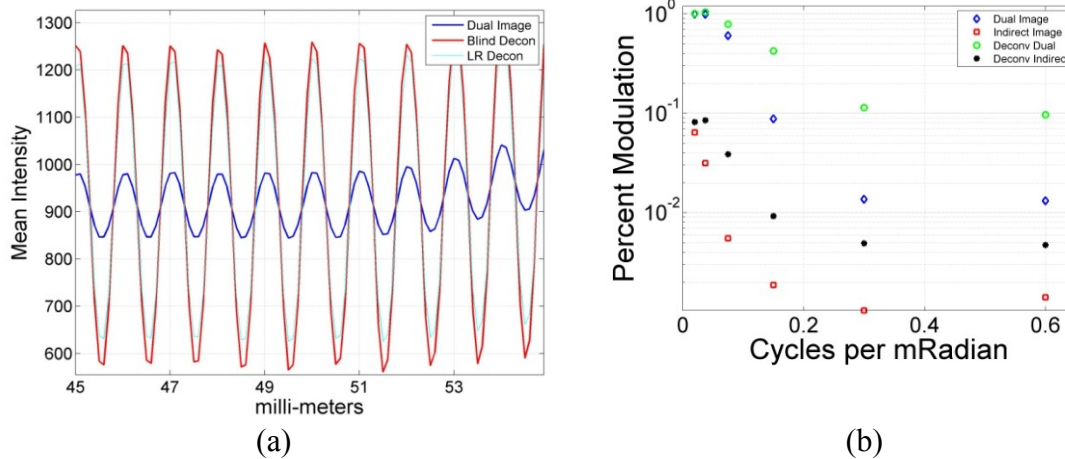 1300
1200
1100
1000
900
800
700
600
Mean Intensity
45
47
49
51
53
milli-meters
Dual Image
Blind Decon
LR Decon
(a)
10^0
10^-1
10^-2
Percent Modulation
0
0.2
0.4
0.6
Cycles per mRadian
Dual Image
Indirect Image
Deconv Dual
Deconv Indirect
(b)